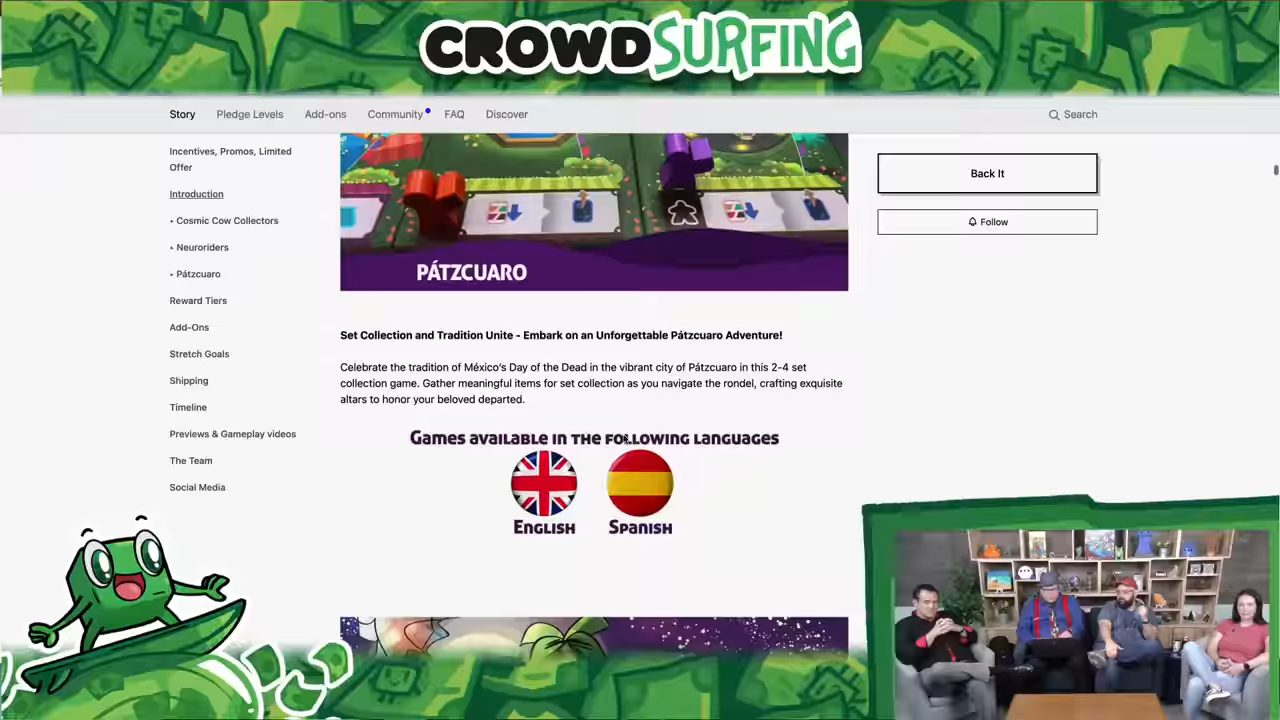 CROWDSURFING
Story Pledge Levels Add-ons Community FAQ Discover Search
Incentives, Promos, Limited
Offer
Introduction
Cosmic Cow Collectors
Neuroriders
Pátzcuaro
Reward Tiers
Add-Ons
Stretch Goals
Shipping
Timeline
Previews & Gameplay videos
The Team
Social Media
PÁTZCUARO
Set Collection and Tradition Unite - Embark on an Unforgettable Pátzcuaro Adventure!
Celebrate the tradition of México's Day of the Dead in the vibrant city of Pátzcuaro in this 2-4 set
collection game. Gather meaningful items for set collection as you navigate the rondel, crafting exquisite
altars to honor your beloved departed.
Games available in the following languages
English Spanish
Back It
Follow